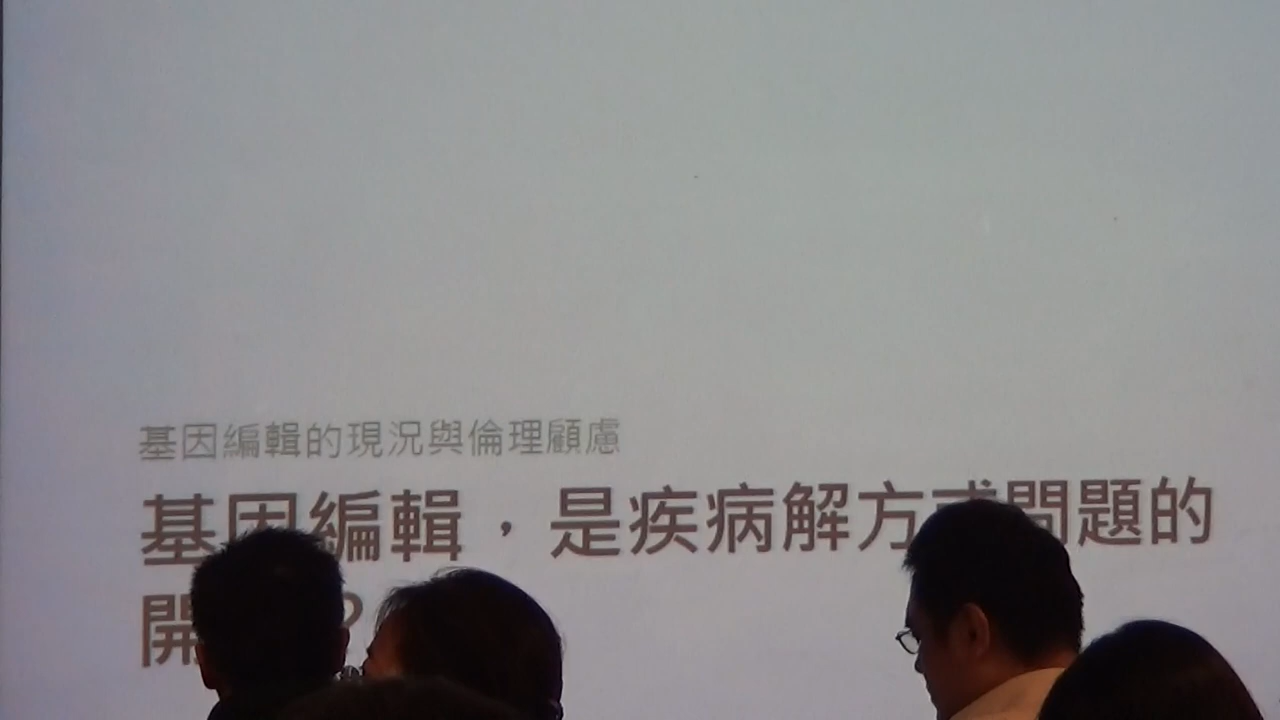 基因編輯的現況與倫理顧慮
基因編輯，是疾病解方或問題的
開 ?